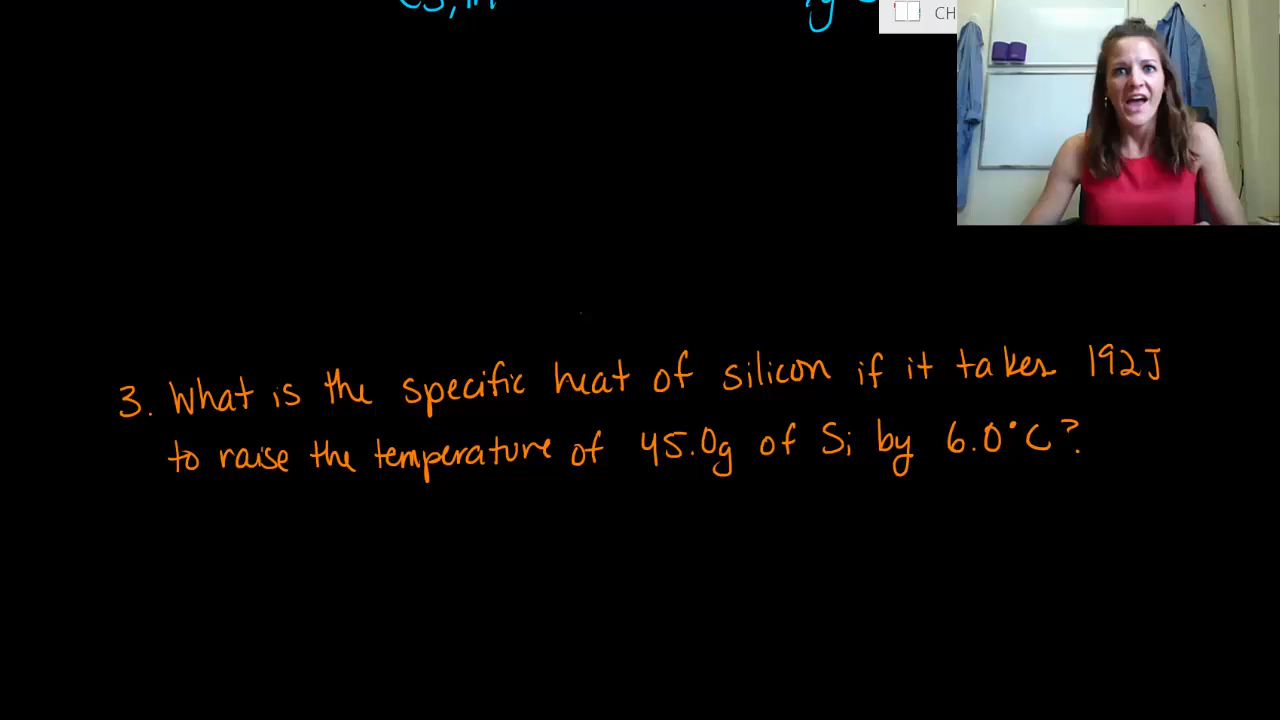 CH
3. What is the specific heat of silicon if it takes 192J
to raise the temperature of 45.0g of Si by 6.0°C?